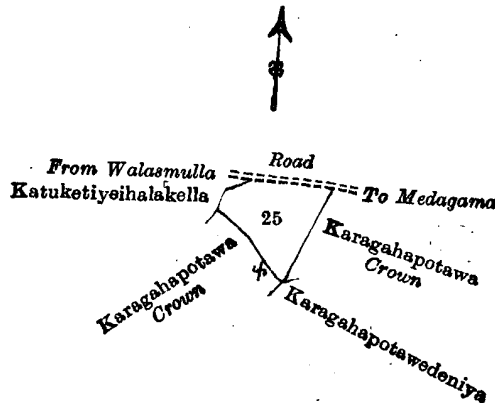 Road
From Walasmulla
To Medagama
Katuketiyeihalakella
25
Karagahapotawa
Crown
Karagahapotawa
Crown
Karagahapotawedeniya